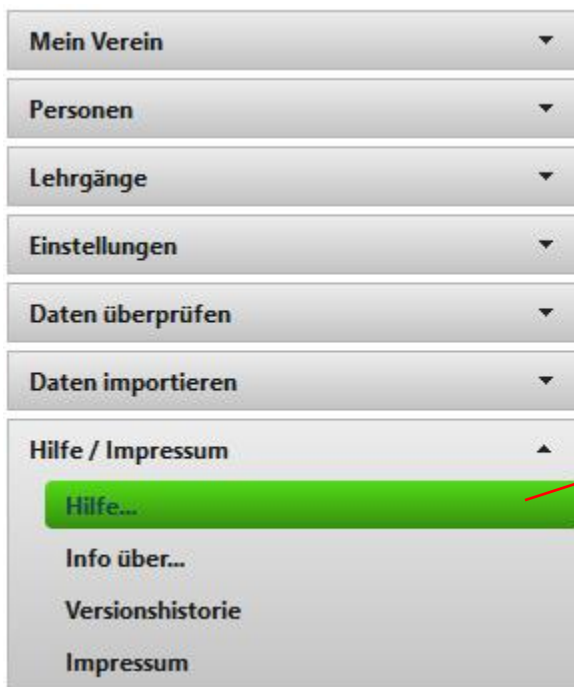 Mein Verein
Personen
Lehrgänge
Einstellungen
Daten überprüfen
Daten importieren
Hilfe / Impressum
Hilfe...
Info über...
Versionshistorie
Impressum